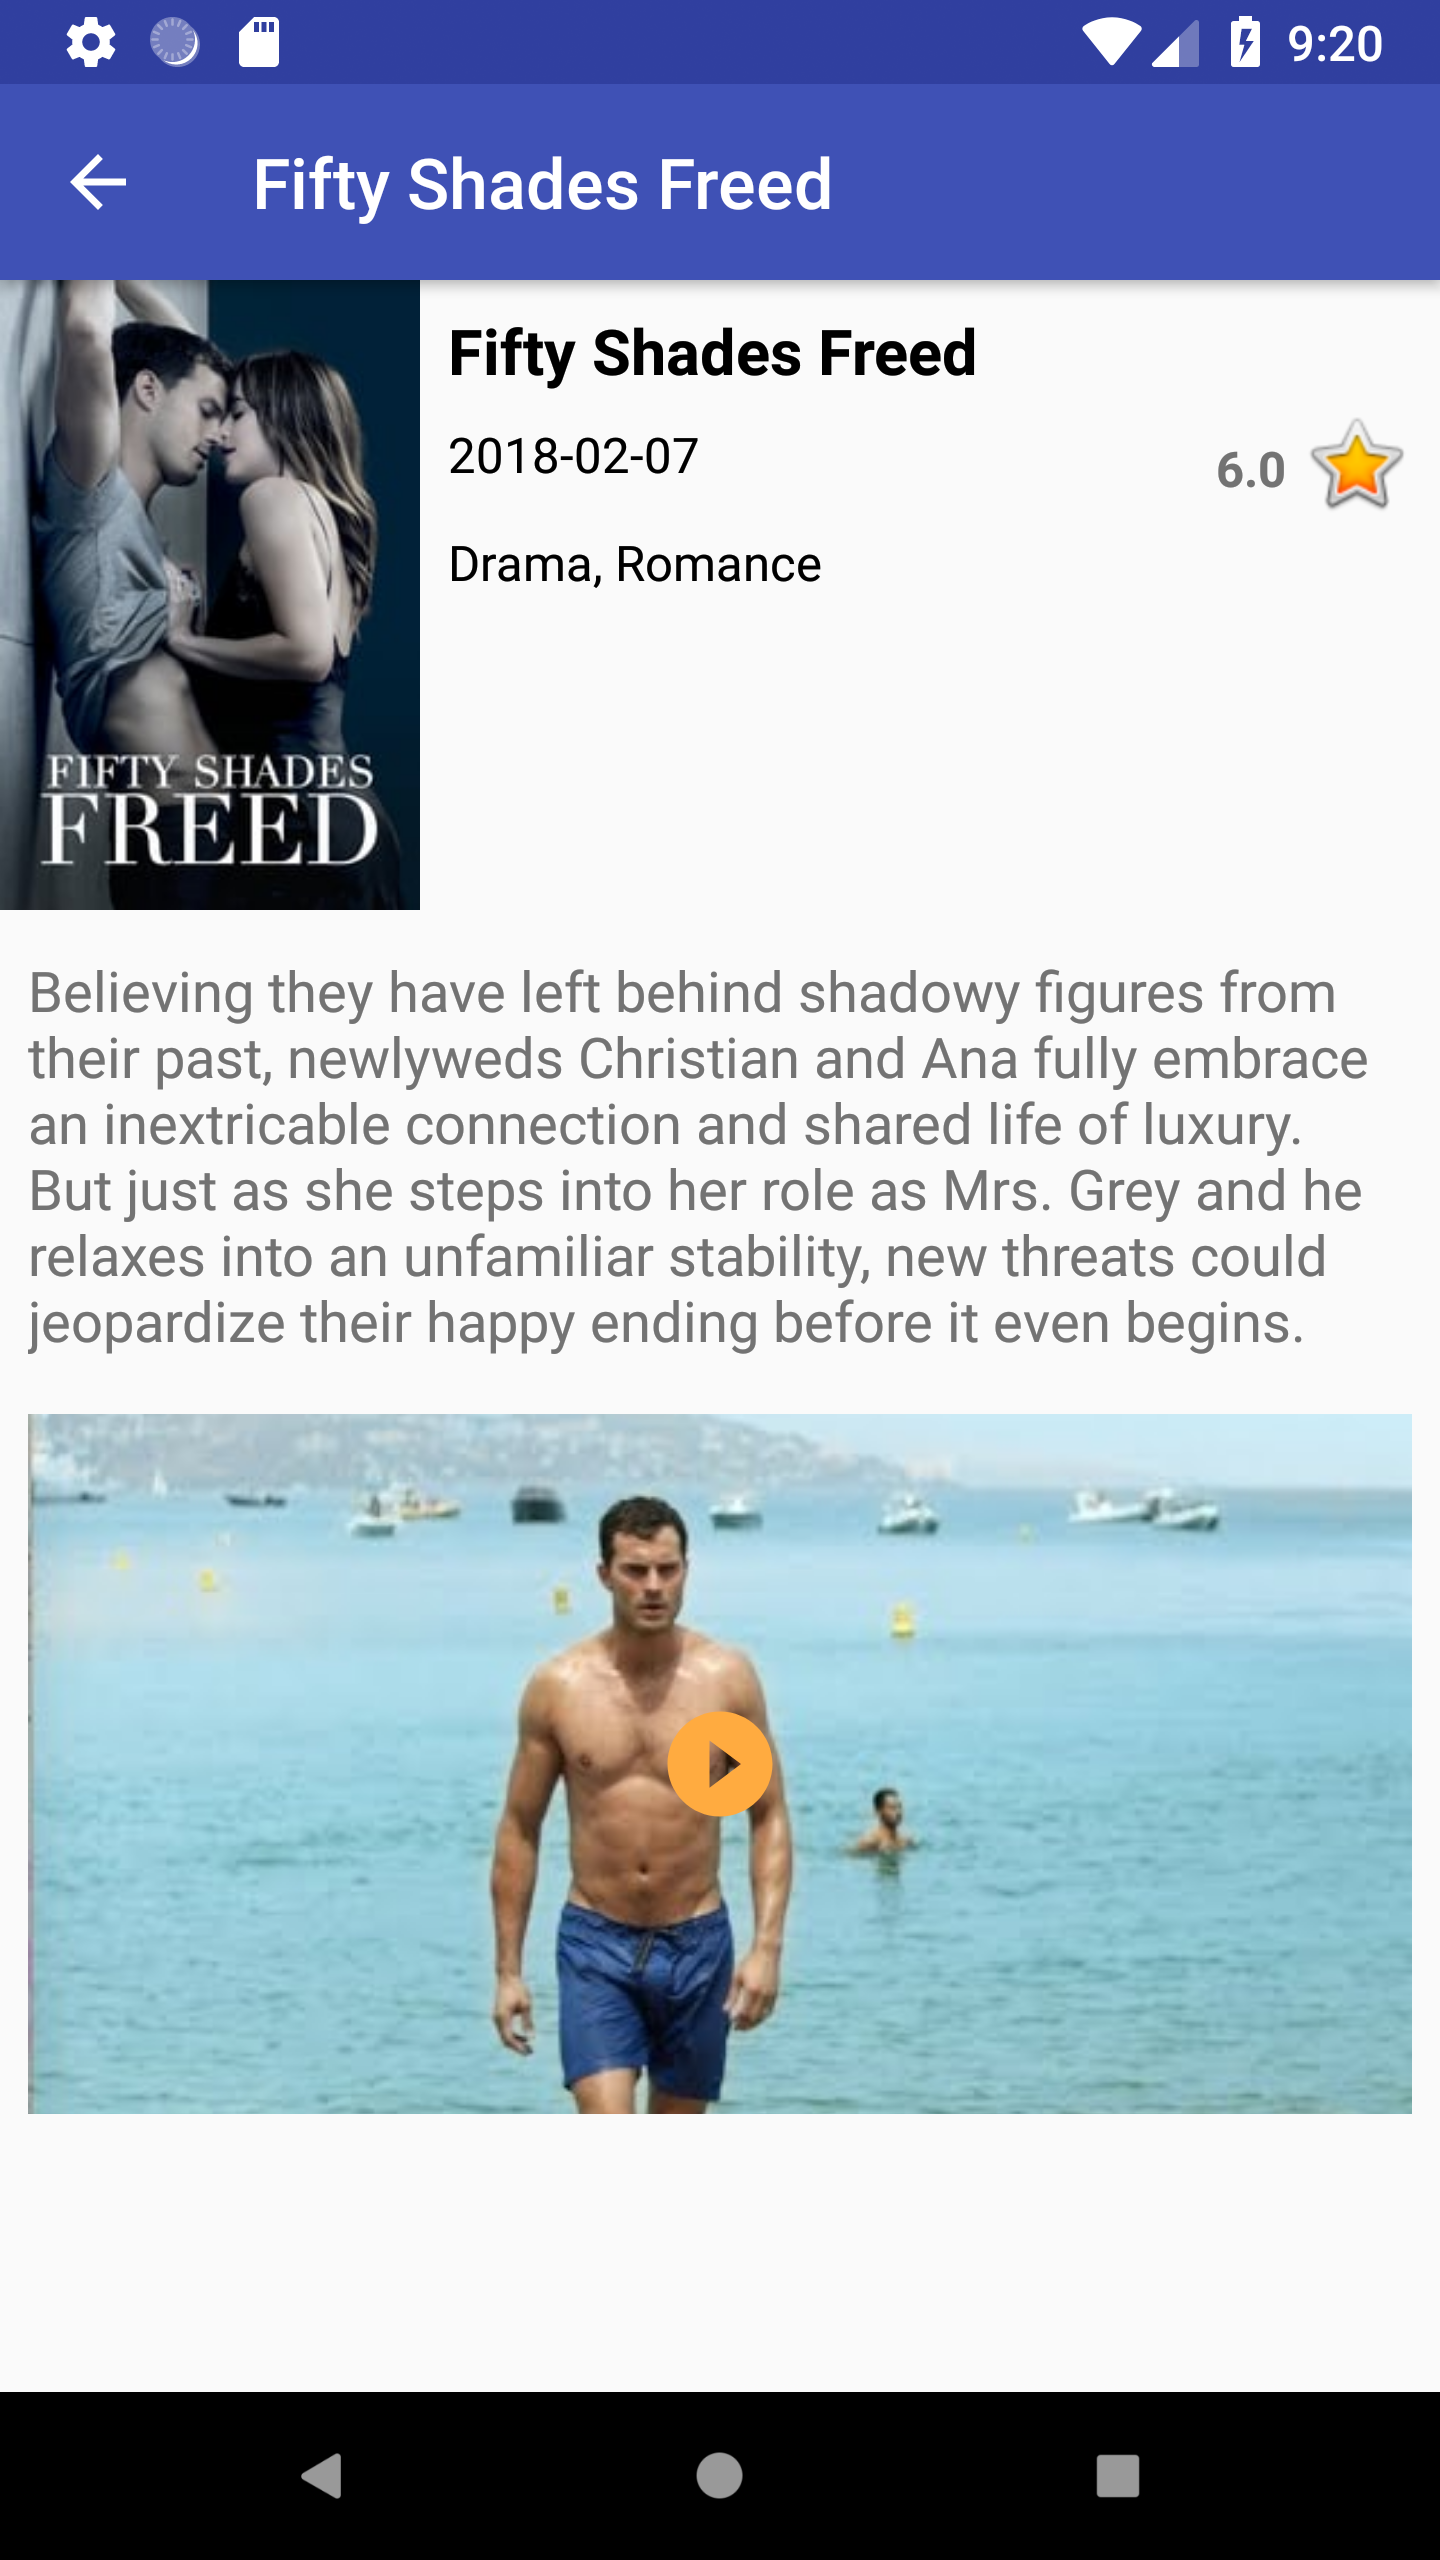 9:20
Fifty Shades Freed
Fifty Shades Freed
2018-02-07
6.0
Drama, Romance
FIFTY SHADES
FREED
Believing they have left behind shadowy figures from
their past, newlyweds Christian and Ana fully embrace
an inextricable connection and shared life of luxury.
But just as she steps into her role as Mrs. Grey and he
relaxes into an unfamiliar stability, new threats could
jeopardize their happy ending before it even begins.